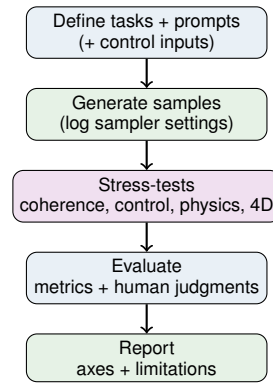 Define tasks + prompts
(+ control inputs)
Generate samples
(log sampler settings)
Stress-tests
coherence, control, physics, 4D
Evaluate
metrics + human judgments
Report
axes + limitations